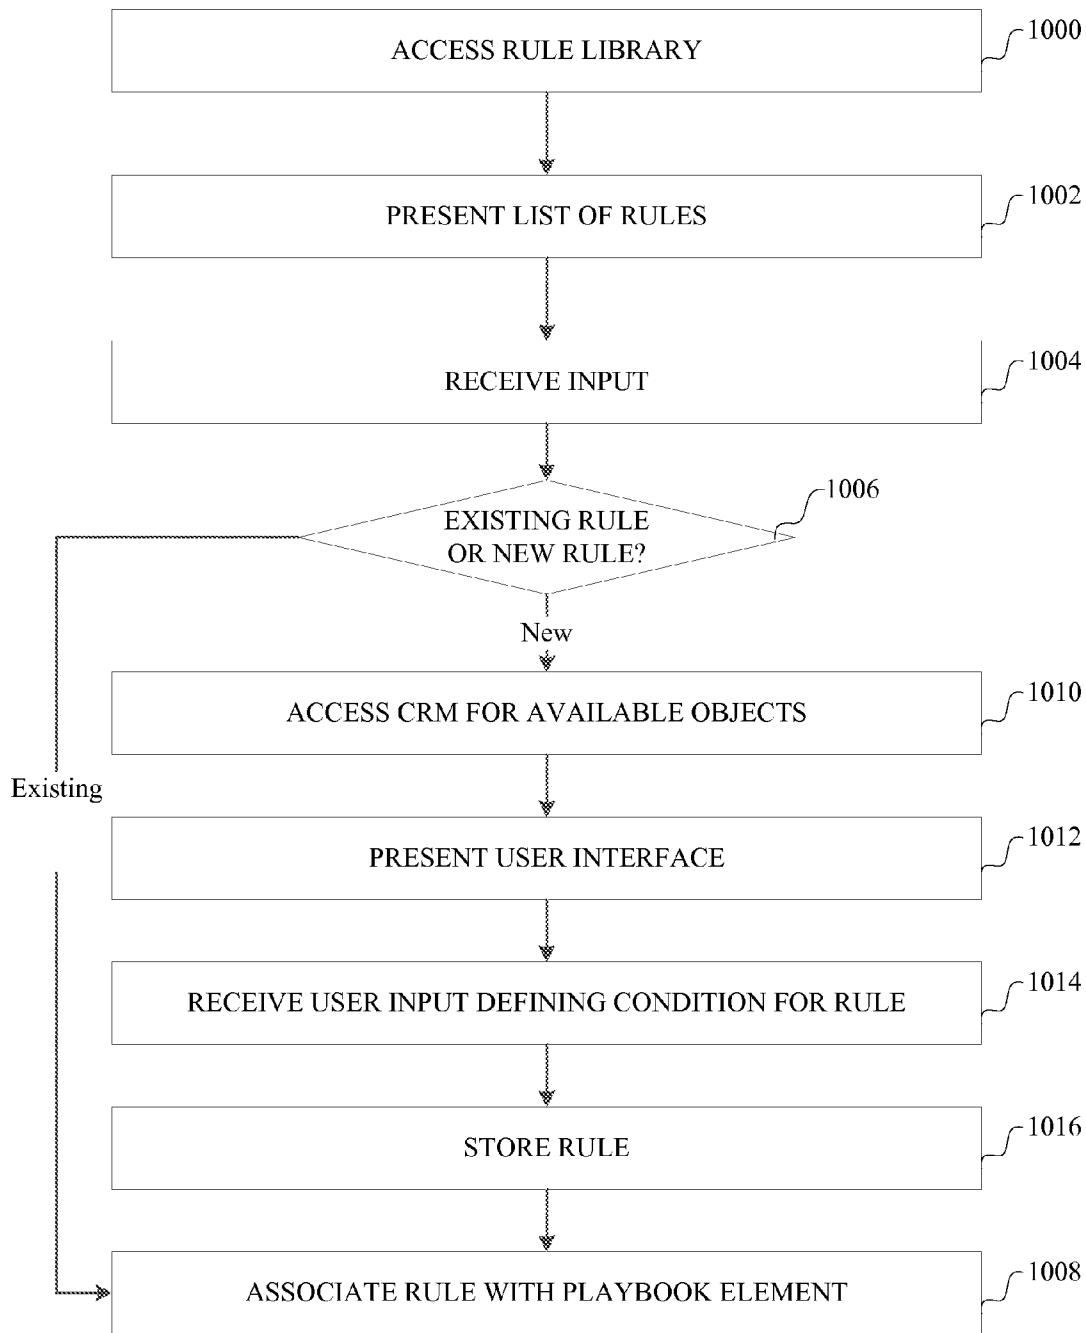 ACCESS RULE LIBRARY
1000
PRESENT LIST OF RULES
1002
RECEIVE INPUT
1004
EXISTING RULE
OR NEW RULE?
1006
New
ACCESS CRM FOR AVAILABLE OBJECTS
1010
Existing
PRESENT USER INTERFACE
1012
RECEIVE USER INPUT DEFINING CONDITION FOR RULE
1014
STORE RULE
1016
ASSOCIATE RULE WITH PLAYBOOK ELEMENT
1008